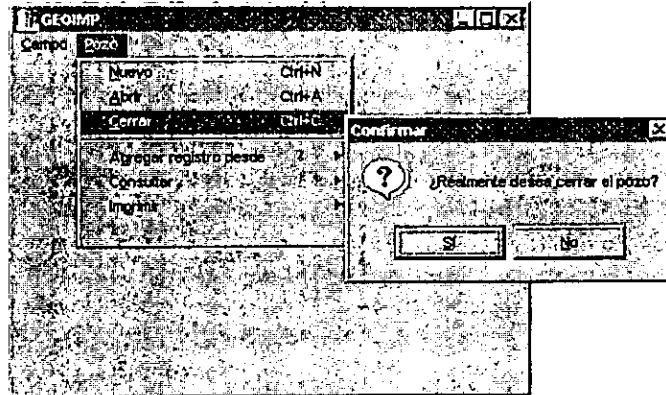 GEOIMP
Campo Pozo
Nuevo Ctrl+N
Abrir Ctrl+A
Cerrar Ctrl+C
Agregar registro desde
Consultar
Imprimir
Confirmar
¿Realmente desea cerrar el pozo?
Sí No